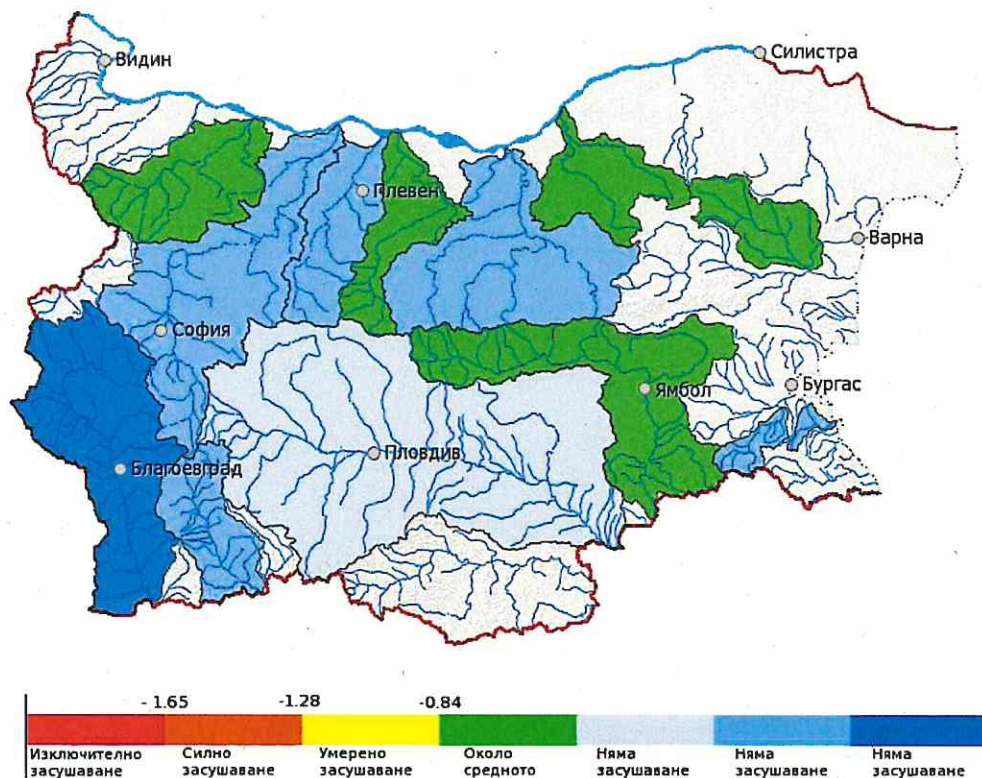 Видин
Силистра
Плевен
Варна
София
Ямбол
Бургас
Пловдив
Благоевград
- 1.65
-1.28
-0.84
Изключително засушаване
Силно засушаване
Умерено засушаване
Около средното
Няма засушаване
Няма засушаване
Няма засушаване